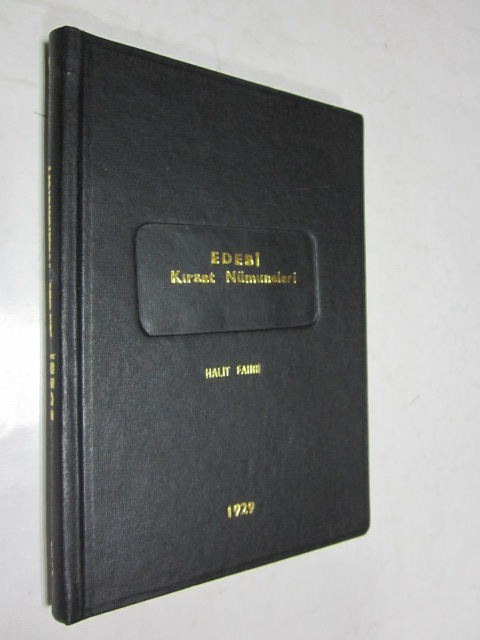 EDEBİ
Kıraat Nümuneleri
HALİT FAHRİ
1929